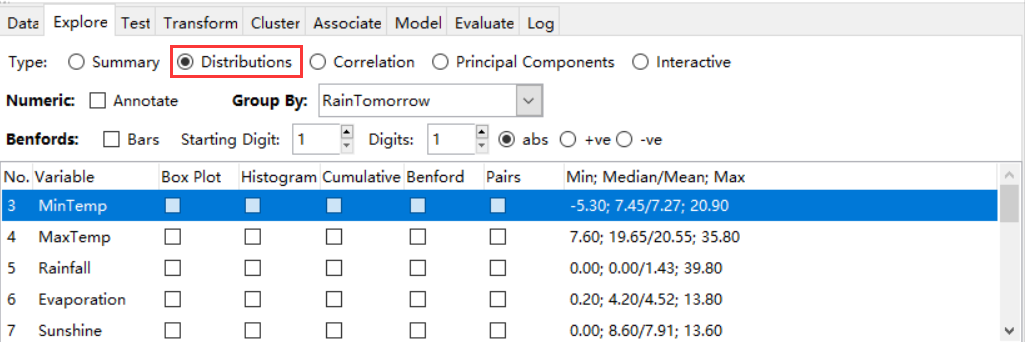 Data Explore Test Transform Cluster Associate Model Evaluate Log
Type: Summary Distributions Correlation Principal Components Interactive
Numeric: Annotate Group By: RainTomorrow
Benfords: Bars Starting Digit: 1 Digits: 1 abs +ve -ve
No. Variable Box Plot Histogram Cumulative Benford Pairs Min; Median/Mean; Max
3 MinTemp -5.30; 7.45/7.27; 20.90
4 MaxTemp 7.60; 19.65/20.55; 35.80
5 Rainfall 0.00; 0.00/1.43; 39.80
6 Evaporation 0.20; 4.20/4.52; 13.80
7 Sunshine 0.00; 8.60/7.91; 13.60